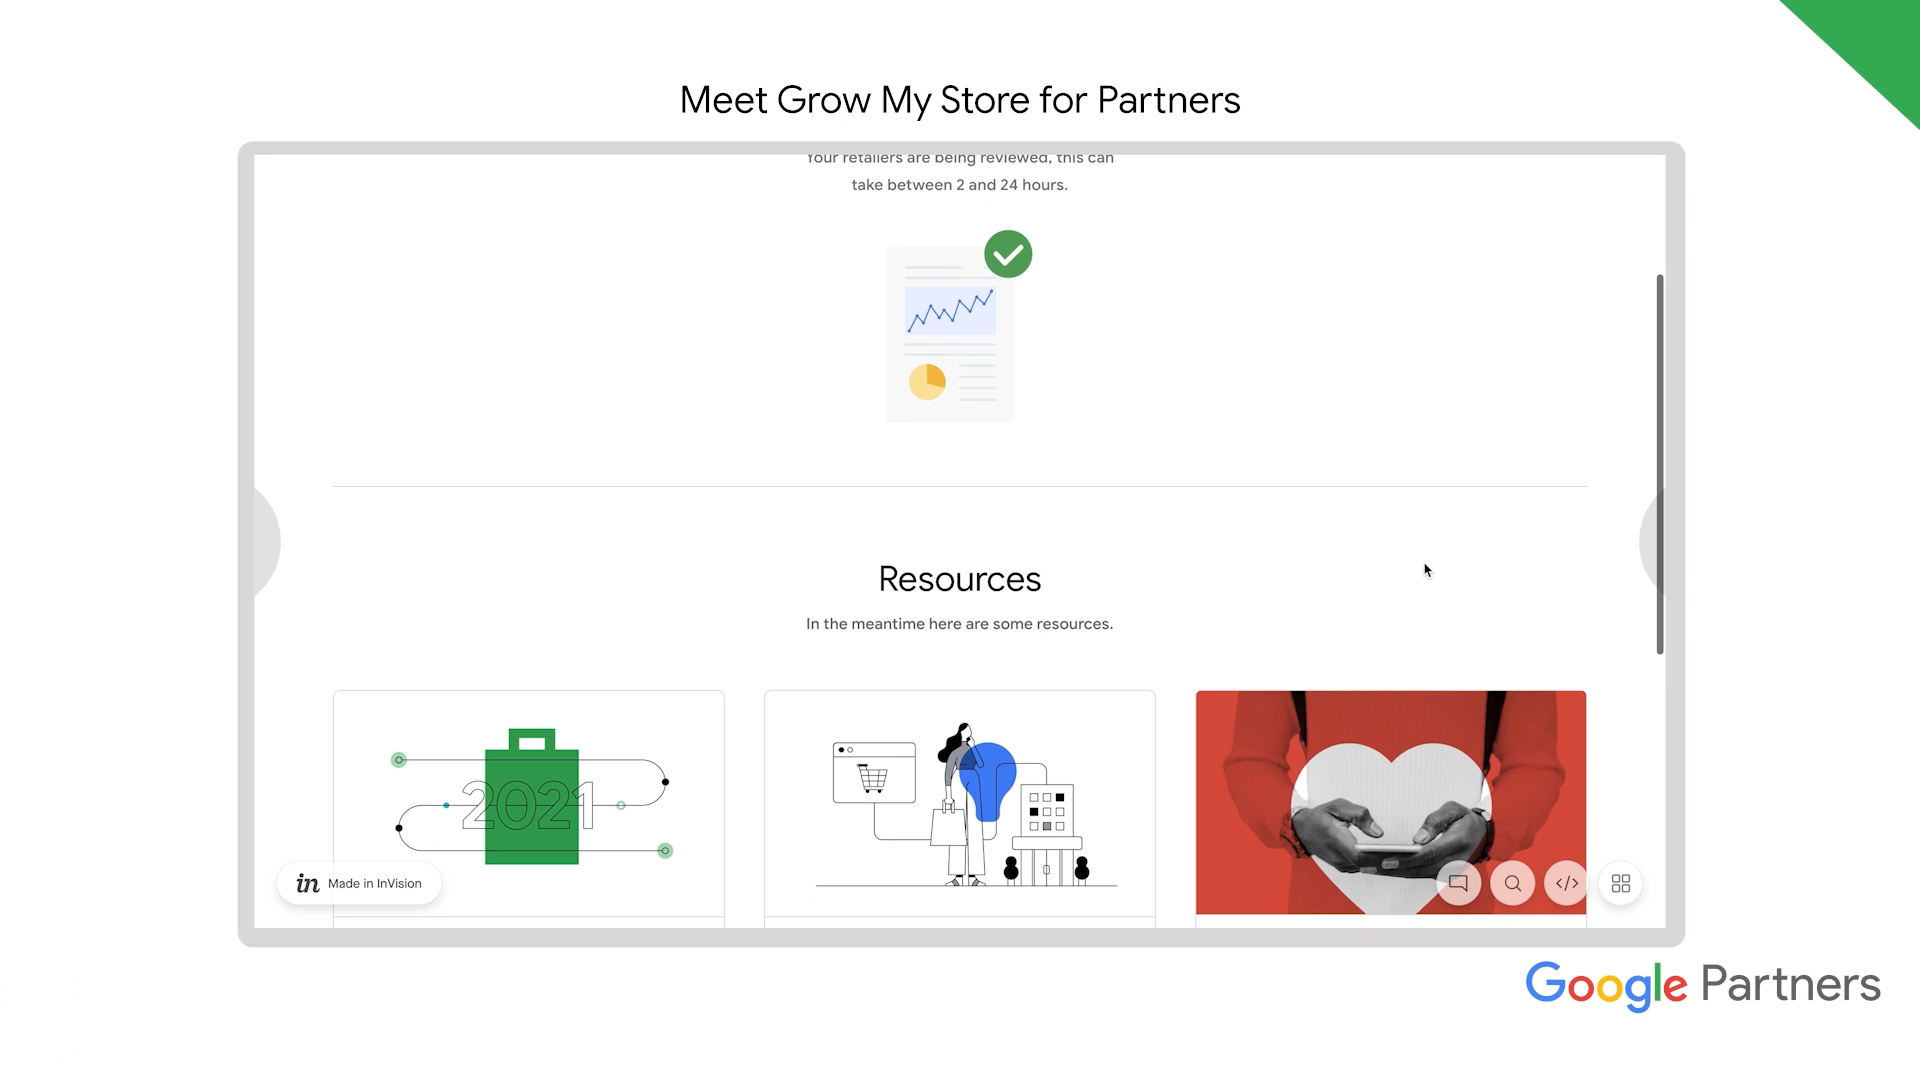 Meet Grow My Store for Partners
Your retailers are being reviewed, this can
take between 2 and 24 hours.
Resources
In the meantime here are some resources.
2021
in Made in InVision
</>
Google Partners